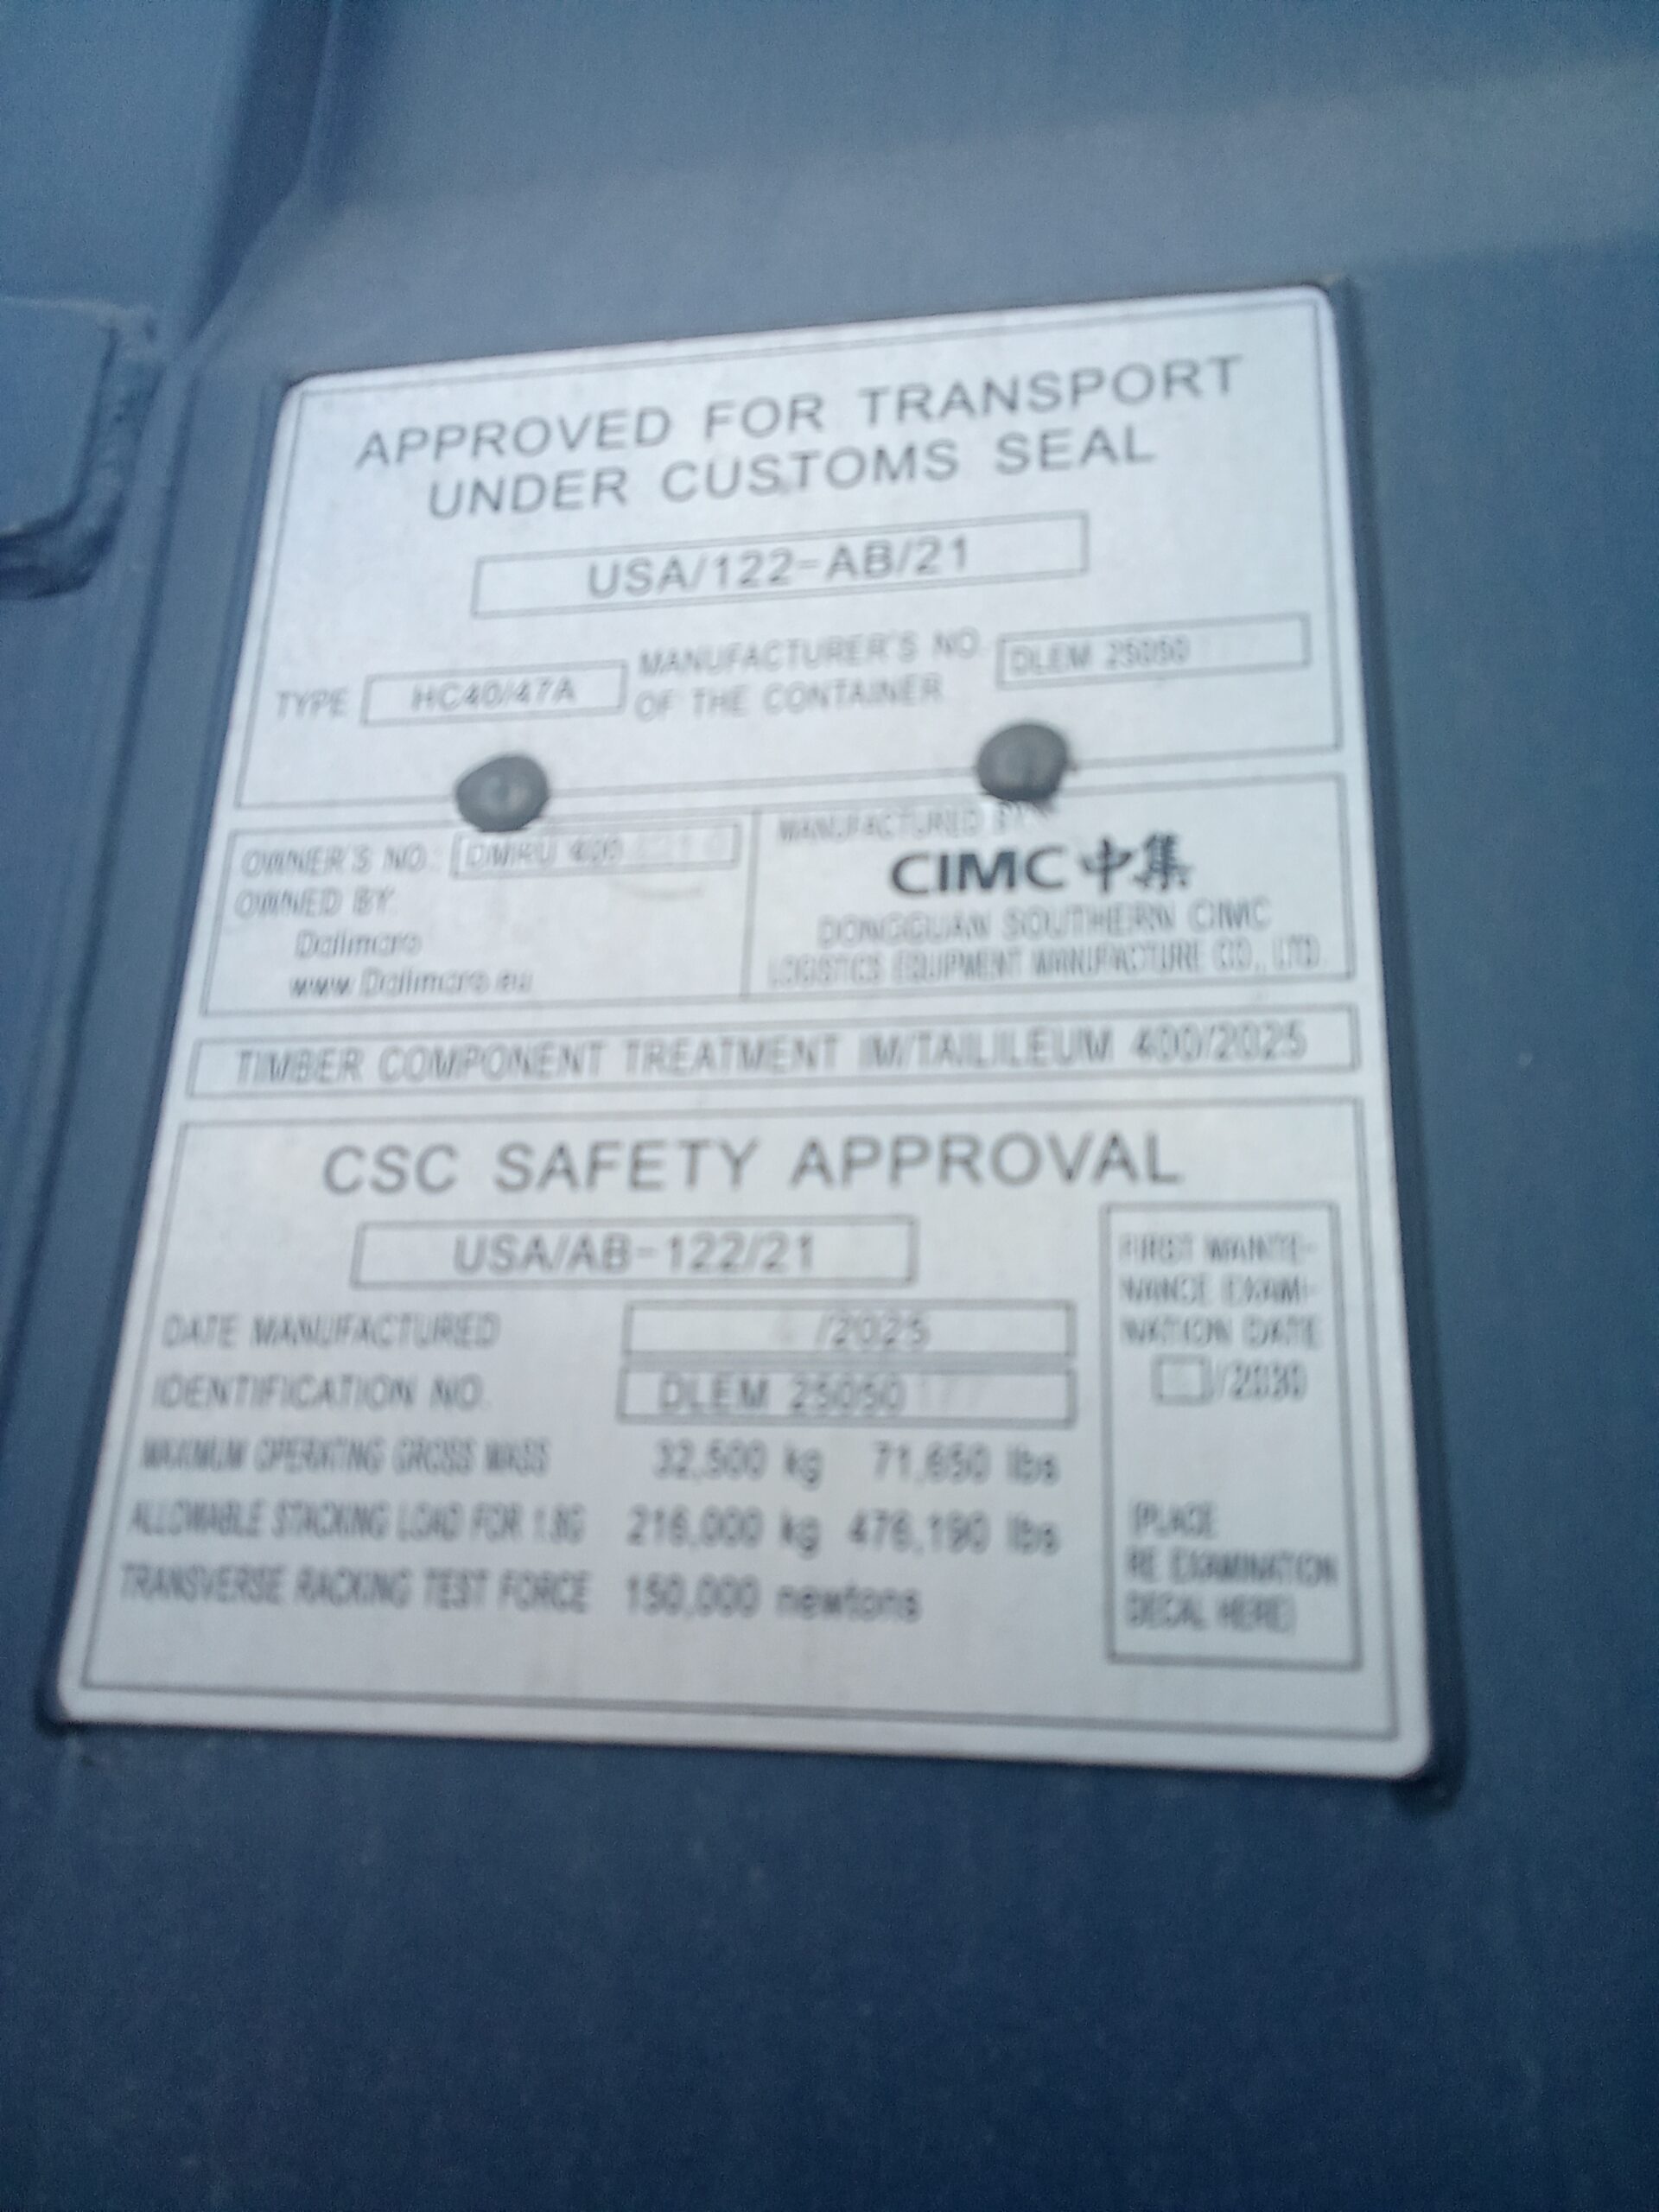 APPROVED FOR TRANSPORT
UNDER CUSTOMS SEAL
USA/122-AB/21
TYPE HC40/47A
MANUFACTURER'S NO.
OF THE CONTAINER
DLEM 25050
OWNER'S NO. DMRU 400
OWNED BY:
Dalimaro
www.Dalimaro.eu
MANUFACTURED BY:
CIMC 中集
DONGGUAN SOUTHERN CIMC
LOGISTICS EQUIPMENT MANUFACTURE CO., LTD.
TIMBER COMPONENT TREATMENT 400/2025
CSC SAFETY APPROVAL
USA/AB-122/21
DATE MANUFACTURED /2025
IDENTIFICATION NO. DLEM 25050
MAXIMUM OPERATING GROSS MASS 32,500 kg 71,650 lbs
ALLOWABLE STACKING LOAD FOR 1.8G 216,000 kg 476,190 lbs
TRANSVERSE RACKING TEST FORCE 150,000 newtons
FIRST MAINTE-
NANCE EXAMI-
NATION DATE
/2030
(PLACE
RE EXAMINATION
DECAL HERE)